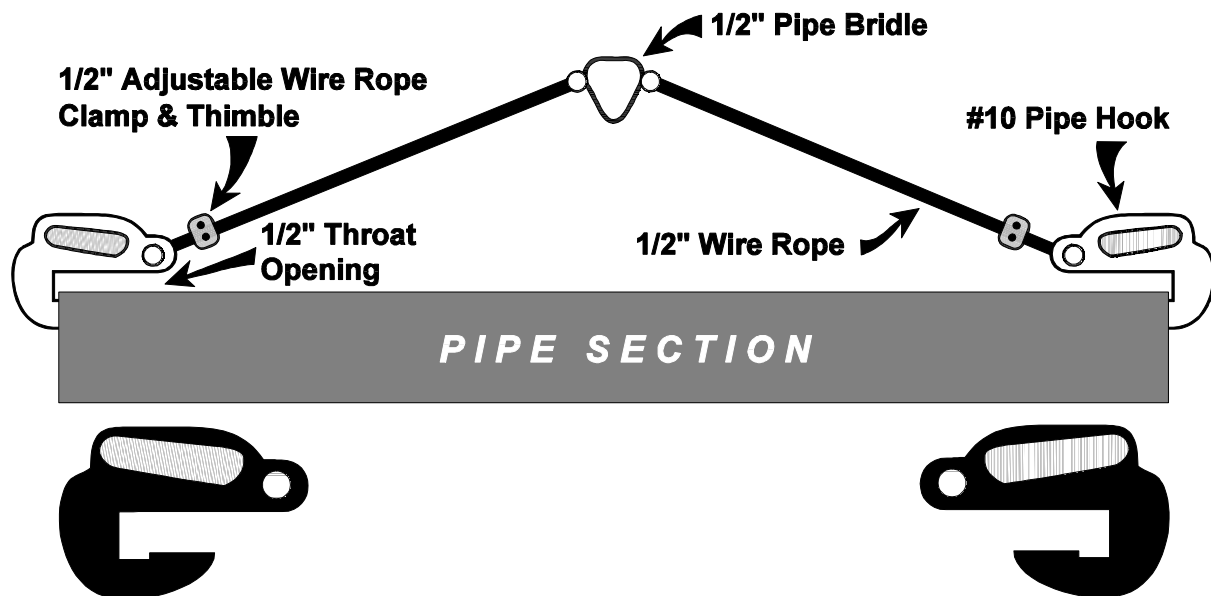 1/2" Pipe Bridle
1/2" Adjustable Wire Rope
Clamp & Thimble
#10 Pipe Hook
1/2" Throat
Opening
1/2" Wire Rope
PIPE SECTION